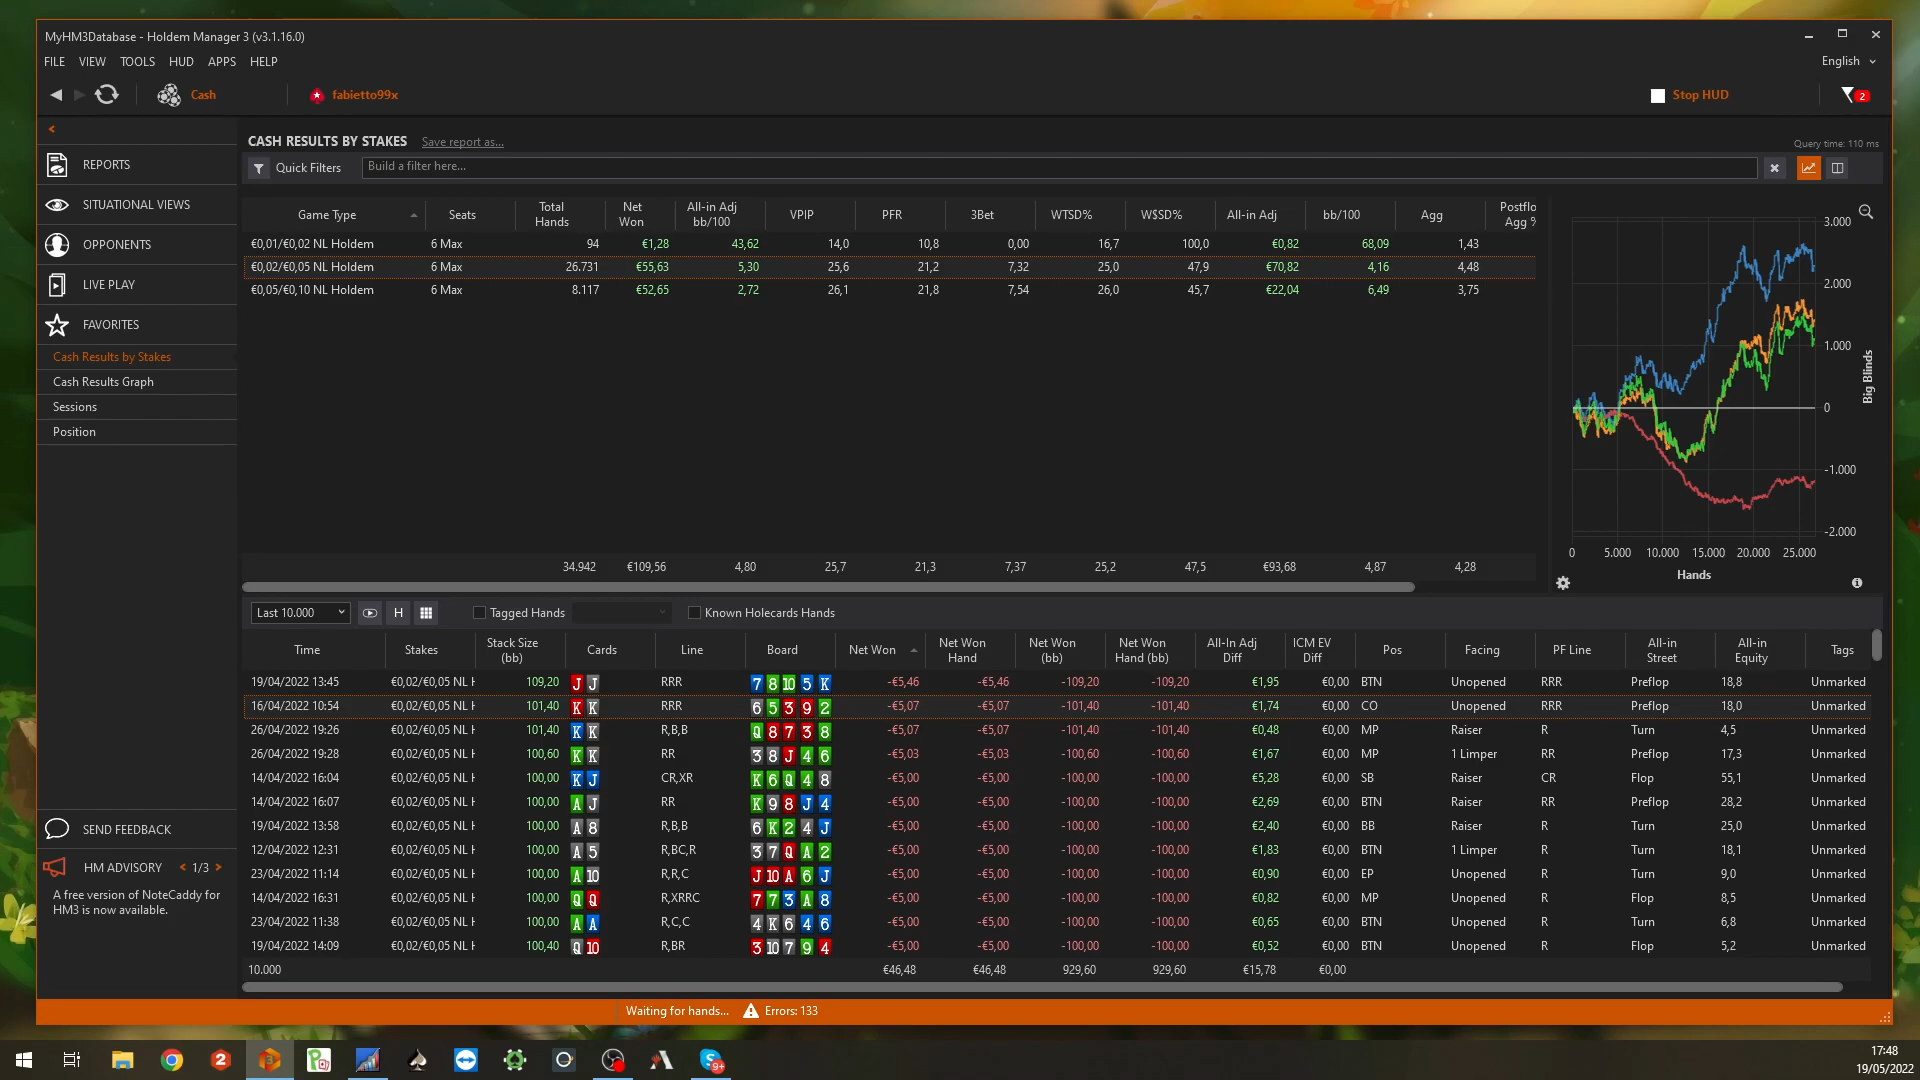 MyHM3Database - Holdem Manager 3 (v3.1.16.0)
FILE VIEW TOOLS HUD APPS HELP
English
Cash
fabietto99x
Stop HUD
2
REPORTS
SITUATIONAL VIEWS
OPPONENTS
LIVE PLAY
FAVORITES
Cash Results by Stakes
Cash Results Graph
Sessions
Position
SEND FEEDBACK
HM ADVISORY < 1/3 >
A free version of NoteCaddy for
HM3 is now available.
CASH RESULTS BY STAKES Save report as...
Query time: 110 ms
Quick Filters Build a filter here...
Game Type Seats Total Hands Net Won All-in Adj bb/100 VPIP PFR 3Bet WTSD% W$SD% All-in Adj bb/100 Agg Postflo Agg %
€0,01/€0,02 NL Holdem 6 Max 94 €1,28 43,62 14,0 10,8 0,00 16,7 100,0 €0,82 68,09 1,43
€0,02/€0,05 NL Holdem 6 Max 26.731 €55,63 5,30 25,6 21,2 7,32 25,0 47,9 €70,82 4,16 4,48
€0,05/€0,10 NL Holdem 6 Max 8.117 €52,65 2,72 26,1 21,8 7,54 26,0 45,7 €22,04 6,49 3,75
34.942 €109,56 4,80 25,7 21,3 7,37 25,2 47,5 €93,68 4,87 4,28
3.000
2.000
1.000
0
-1.000
-2.000
Big Blinds
0 5.000 10.000 15.000 20.000 25.000
Hands
Last 10.000 H Tagged Hands Known Holecards Hands
Time Stakes Stack Size (bb) Cards Line Board Net Won Net Won Hand Net Won (bb) Net Won Hand (bb) All-In Adj Diff ICM EV Diff Pos Facing PF Line All-in Street All-in Equity Tags
19/04/2022 13:45 €0,02/€0,05 NL H 109,20 J J RRR 7 8 10 5 K -€5,46 -€5,46 -109,20 -109,20 €1,95 €0,00 BTN Unopened RRR Preflop 18,8 Unmarked
16/04/2022 10:54 €0,02/€0,05 NL H 101,40 K K RRR 6 5 3 9 2 -€5,07 -€5,07 -101,40 -101,40 €1,74 €0,00 CO Unopened RRR Preflop 18,0 Unmarked
26/04/2022 19:26 €0,02/€0,05 NL H 101,40 K K R,B,B Q 8 7 3 8 -€5,07 -€5,07 -101,40 -101,40 €0,48 €0,00 MP Raiser R Turn 4,5 Unmarked
26/04/2022 19:28 €0,02/€0,05 NL H 100,60 K K RR 3 8 J 4 6 -€5,03 -€5,03 -100,60 -100,60 €1,67 €0,00 MP 1 Limper RR Preflop 17,3 Unmarked
14/04/2022 16:04 €0,02/€0,05 NL H 100,00 K J CR,XR K 6 Q 4 8 -€5,00 -€5,00 -100,00 -100,00 €5,28 €0,00 SB Raiser CR Flop 55,1 Unmarked
14/04/2022 16:07 €0,02/€0,05 NL H 100,00 A J RR K 9 8 J 4 -€5,00 -€5,00 -100,00 -100,00 €2,69 €0,00 BTN Raiser RR Preflop 28,2 Unmarked
19/04/2022 13:58 €0,02/€0,05 NL H 100,00 A 8 R,B,B 6 K 2 4 J -€5,00 -€5,00 -100,00 -100,00 €2,40 €0,00 BB Raiser R Turn 25,0 Unmarked
12/04/2022 12:31 €0,02/€0,05 NL H 100,00 A 5 R,BC,R 3 7 Q A 2 -€5,00 -€5,00 -100,00 -100,00 €1,83 €0,00 BTN 1 Limper R Turn 18,1 Unmarked
23/04/2022 11:14 €0,02/€0,05 NL H 100,00 A 10 R,R,C J 10 A 6 J -€5,00 -€5,00 -100,00 -100,00 €0,90 €0,00 EP Unopened R Turn 9,0 Unmarked
14/04/2022 16:31 €0,02/€0,05 NL H 100,00 Q Q R,XRRC 7 7 3 A 8 -€5,00 -€5,00 -100,00 -100,00 €0,82 €0,00 MP Unopened R Flop 8,5 Unmarked
23/04/2022 11:38 €0,02/€0,05 NL H 100,00 A A R,C,C 4 K 6 4 6 -€5,00 -€5,00 -100,00 -100,00 €0,65 €0,00 BTN Unopened R Turn 6,8 Unmarked
19/04/2022 14:09 €0,02/€0,05 NL H 100,40 Q 10 R,BR 3 10 7 9 4 -€5,00 -€5,00 -100,00 -100,00 €0,52 €0,00 BTN Unopened R Flop 5,2 Unmarked
10.000 €46,48 €46,48 929,60 929,60 €15,78 €0,00
Waiting for hands... Errors: 133
17:48
19/05/2022